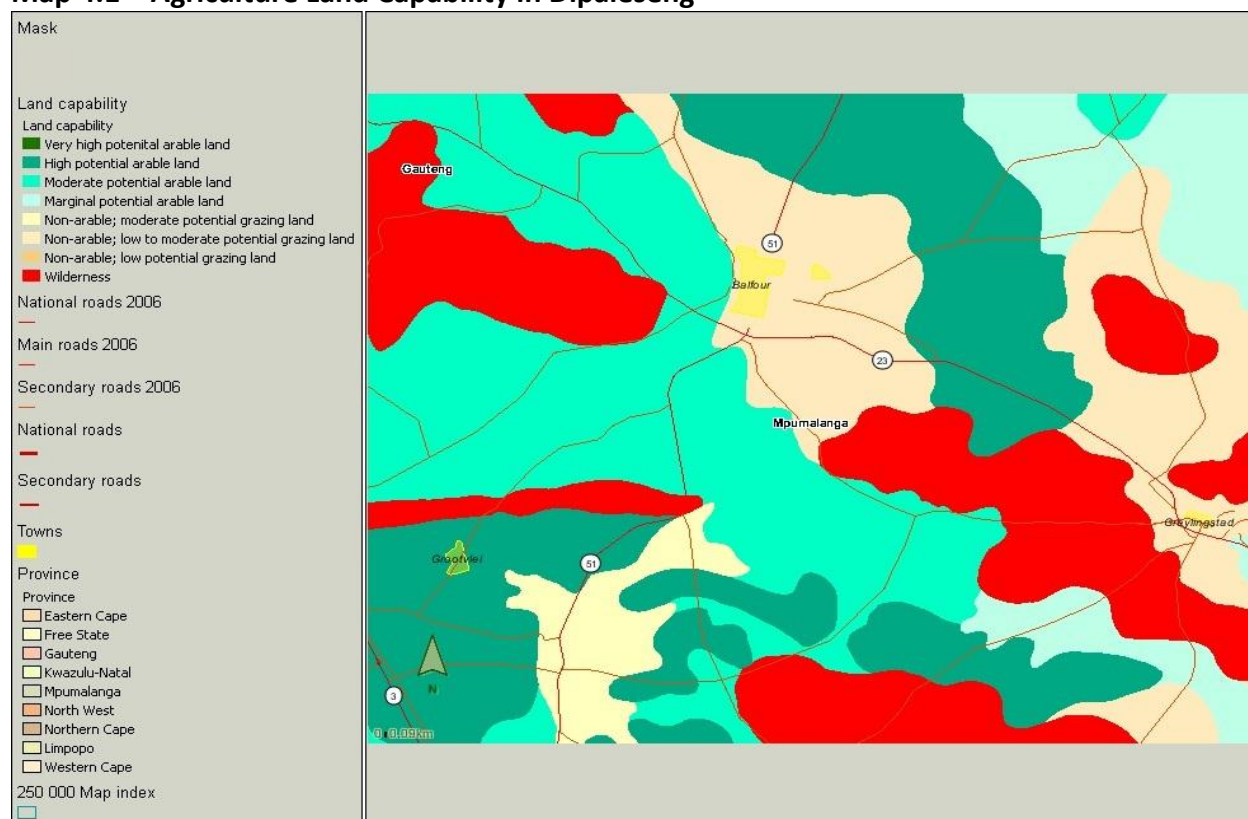 Map Agriculture Land Capability in Dipaleseng
Mask
Land capability
Land capability
Very high potenital arable land
High potential arable land
Moderate potential arable land
Marginal potential arable land
Non-arable; moderate potential grazing land
Non-arable; low to moderate potential grazing land
Non-arable; low potential grazing land
Wilderness
National roads 2006
Main roads 2006
Secondary roads 2006
National roads
Secondary roads
Towns
Province
Province
Eastern Cape
Free State
Gauteng
Kwazulu-Natal
Mpumalanga
North West
Northern Cape
Limpopo
Western Cape
250 000 Map index
Gauteng
51
Balfour
23
Mpumalanga
Greylingstad
Grootvlei
51
N
3
0 0.09km